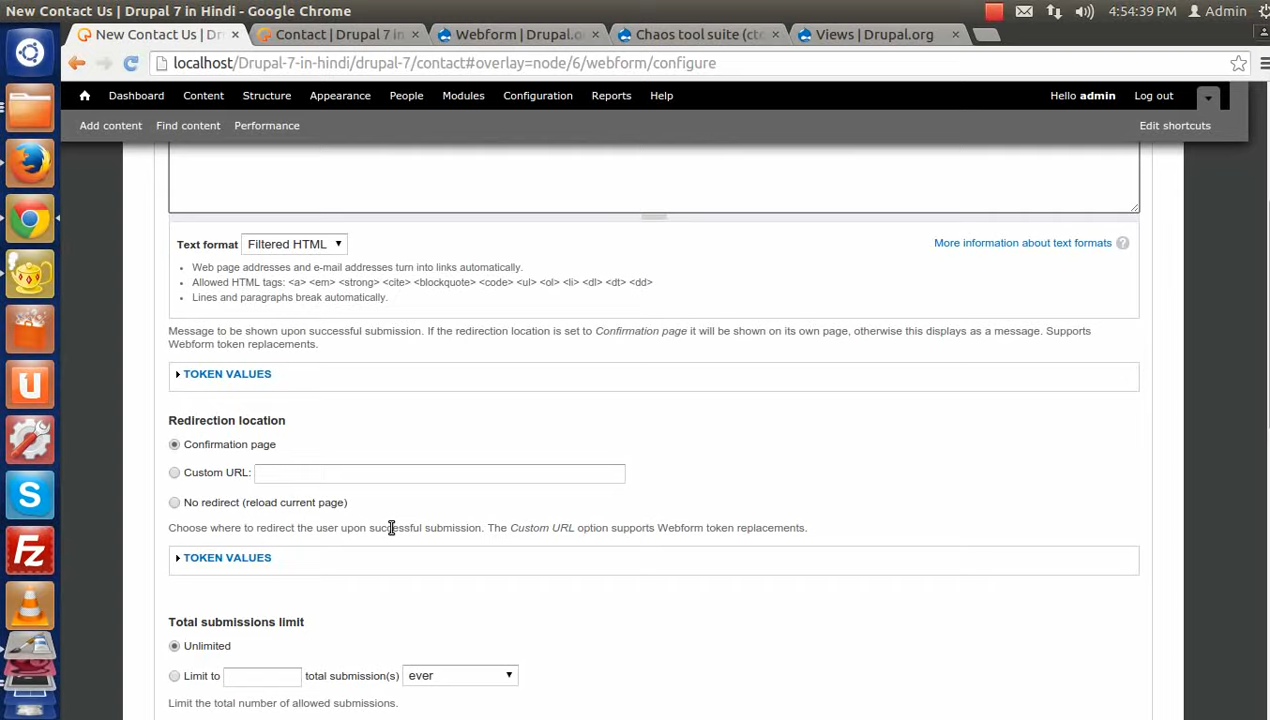 New Contact Us | Drupal 7 in Hindi - Google Chrome
4:54:39 PM Admin
New Contact Us | Dr × Contact | Drupal 7 in × Webform | Drupal.o × Chaos tool suite (ct × Views | Drupal.org ×
localhost/Drupal-7-in-hindi/drupal-7/contact#overlay=node/6/webform/configure
Dashboard Content Structure Appearance People Modules Configuration Reports Help Hello admin Log out
Add content Find content Performance Edit shortcuts
Text format Filtered HTML More information about text formats ?
Web page addresses and e-mail addresses turn into links automatically.
Allowed HTML tags: <a> <em> <strong> <cite> <blockquote> <code> <ul> <ol> <li> <dl> <dt> <dd>
Lines and paragraphs break automatically.
Message to be shown upon successful submission. If the redirection location is set to Confirmation page it will be shown on its own page, otherwise this displays as a message. Supports
Webform token replacements.
TOKEN VALUES
Redirection location
Confirmation page
Custom URL:
No redirect (reload current page)
Choose where to redirect the user upon successful submission. The Custom URL option supports Webform token replacements.
TOKEN VALUES
Total submissions limit
Unlimited
Limit to total submission(s) ever
Limit the total number of allowed submissions.